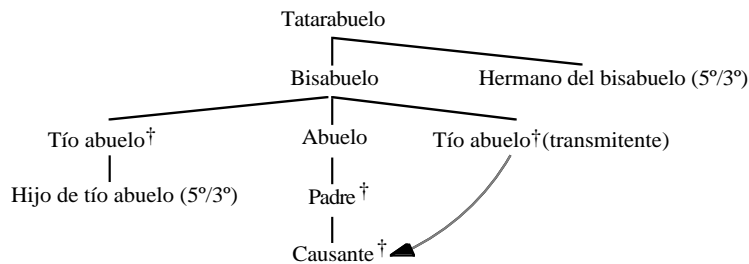 Tatarabuelo
Bisabuelo Hermano del bisabuelo (5º/3º)
Tío abuelo† Abuelo Tío abuelo†(transmitente)
Hijo de tío abuelo (5º/3º) Padre †
Causante †